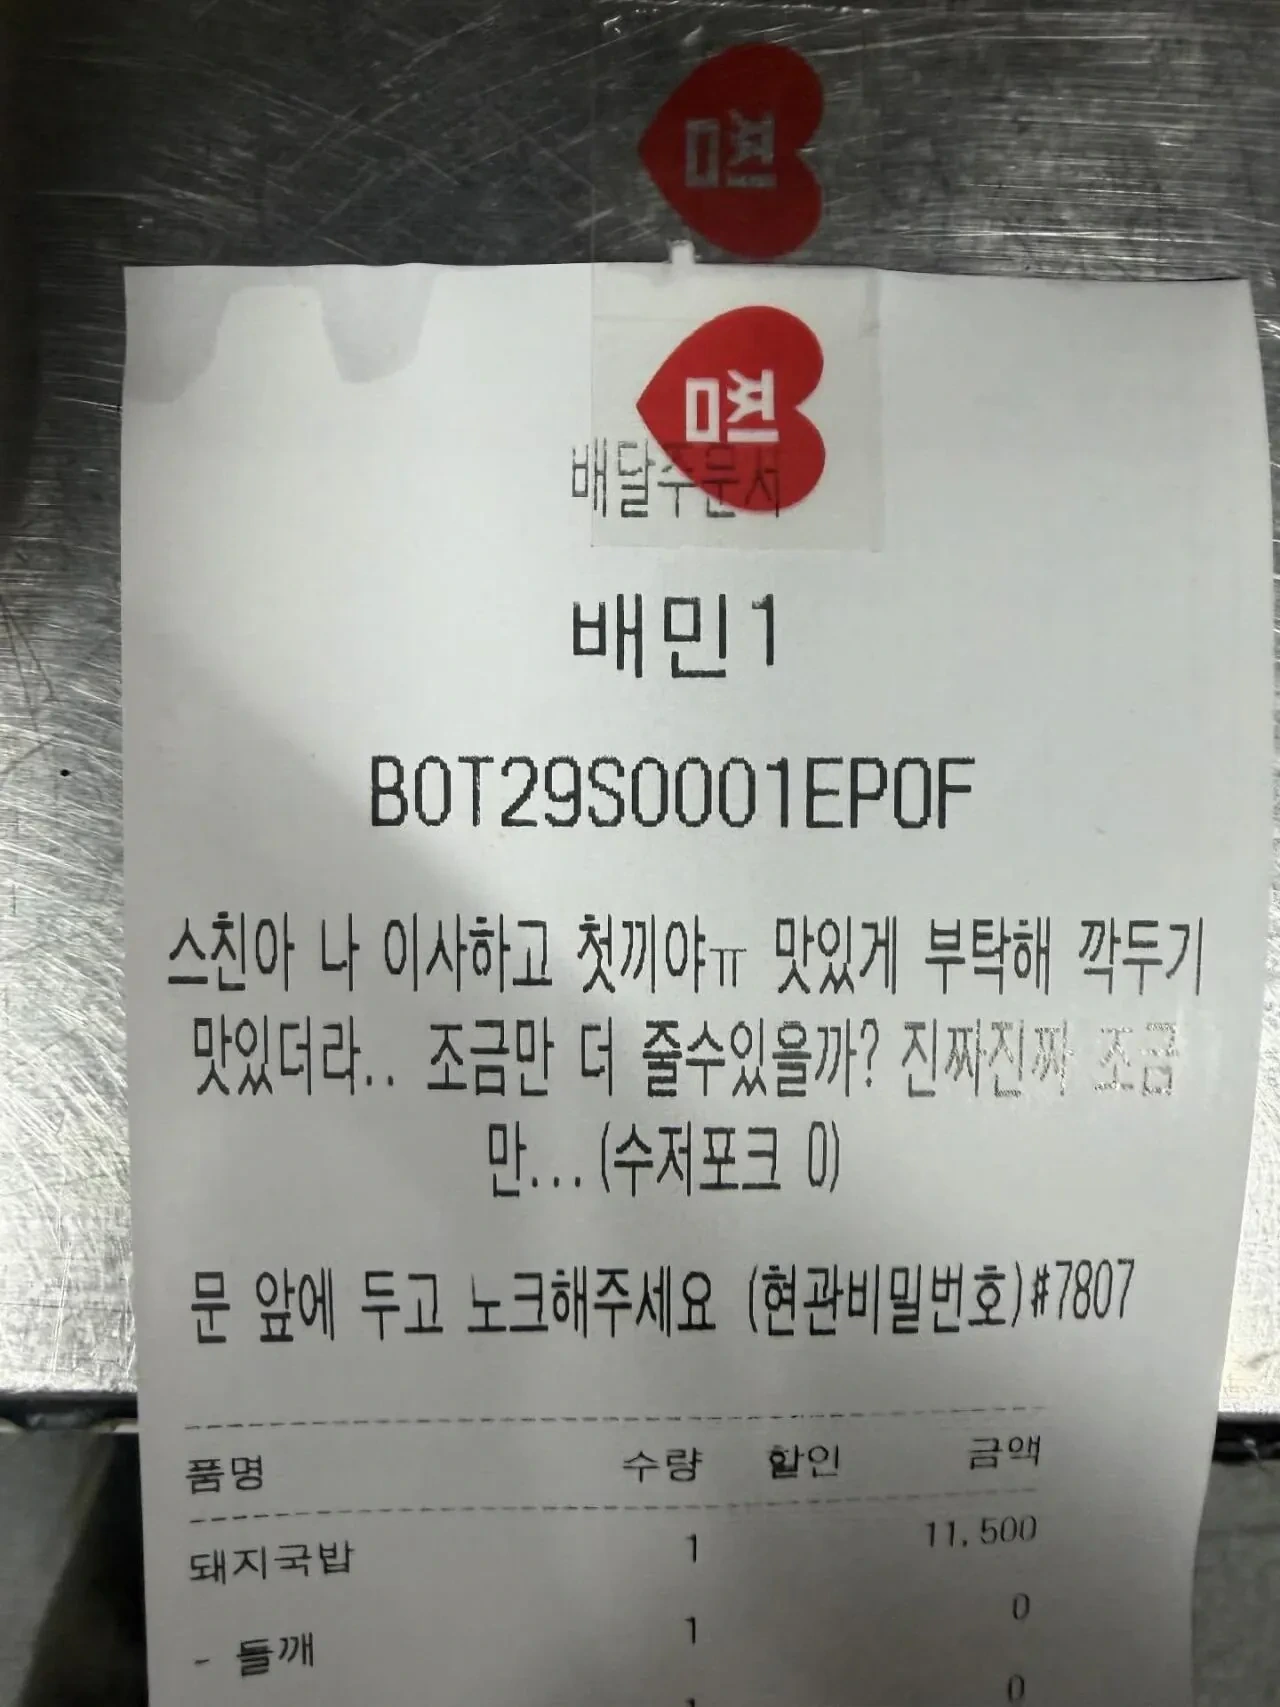 찜
찜
배달주문서
배민1
B0T29S0001EP0F
스친아 나 이사하고 첫끼야ㅠ 맛있게 부탁해 깍두기
맛있더라.. 조금만 더 줄수있을까? 진짜진짜 조금
만...(수저포크 0)
문 앞에 두고 노크해주세요 (현관비밀번호)#7807
품명 수량 할인 금액
돼지국밥 1 11,500
- 들깨 1 0
1 0